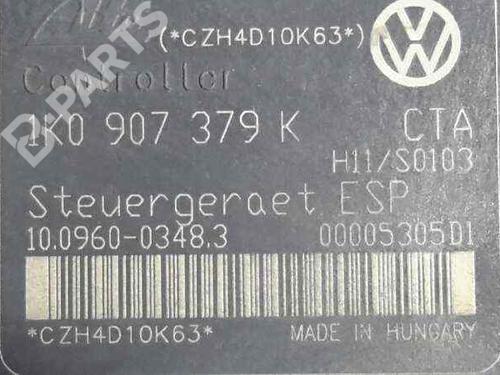 (*CZH4D10K63*)
Controller
1K0 907 379 K CTA
H11/S0103
Steuergeraet ESP
10.0960-0348.3 00005305D1
*CZH4D10K63* MADE IN HUNGARY
B-PARTS